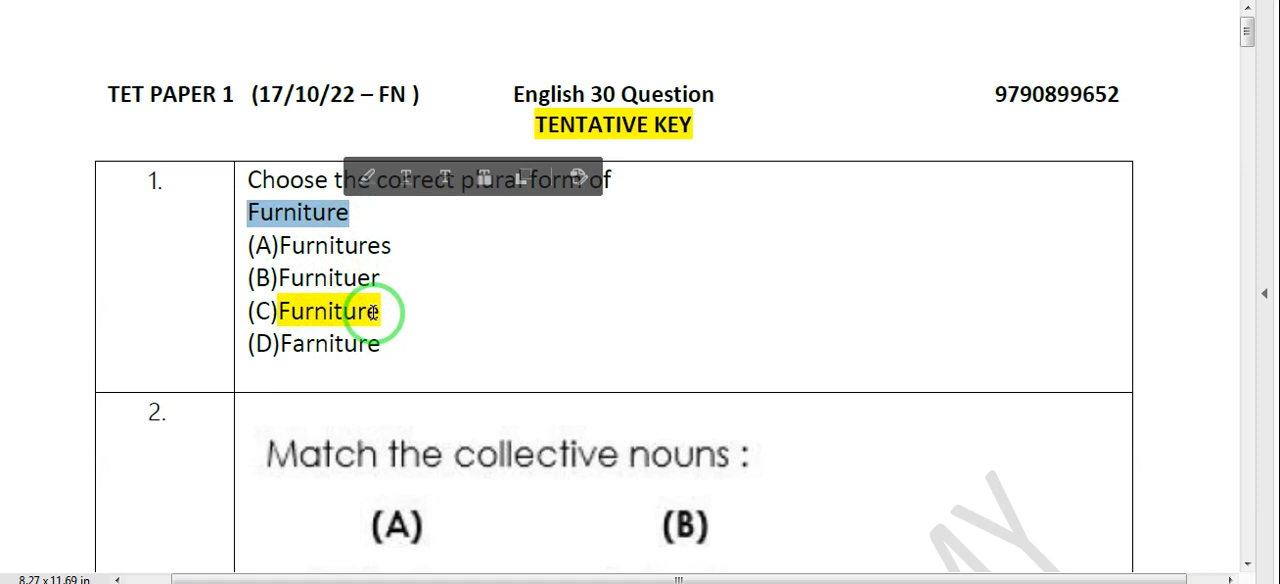 TET PAPER 1 (17/10/22 – FN ) English 30 Question 9790899652
TENTATIVE KEY
1. Choose the correct plural form of
Furniture
(A)Furnitures
(B)Furnituer
(C)Furniture
(D)Farniture
2. Match the collective nouns :
(A) (B)
8.27 x 11.69 in